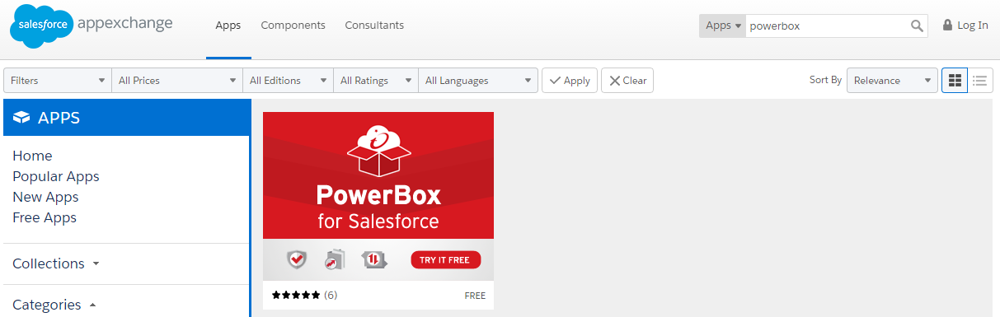 salesforce appexchange Apps Components Consultants Apps powerbox Log In
Filters All Prices All Editions All Ratings All Languages Apply Clear Sort By Relevance
APPS
Home
Popular Apps
New Apps
Free Apps
Collections
Categories
PowerBox
for Salesforce
TRY IT FREE
(6) FREE